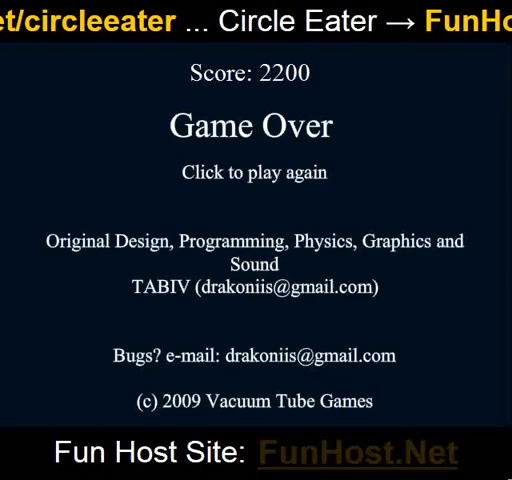 et/circleeater ... Circle Eater → FunHo
Score: 2200
Game Over
Click to play again
Original Design, Programming, Physics, Graphics and
Sound
TABIV (drakoniis@gmail.com)
Bugs? e-mail: drakoniis@gmail.com
(c) 2009 Vacuum Tube Games
Fun Host Site: FunHost.Net